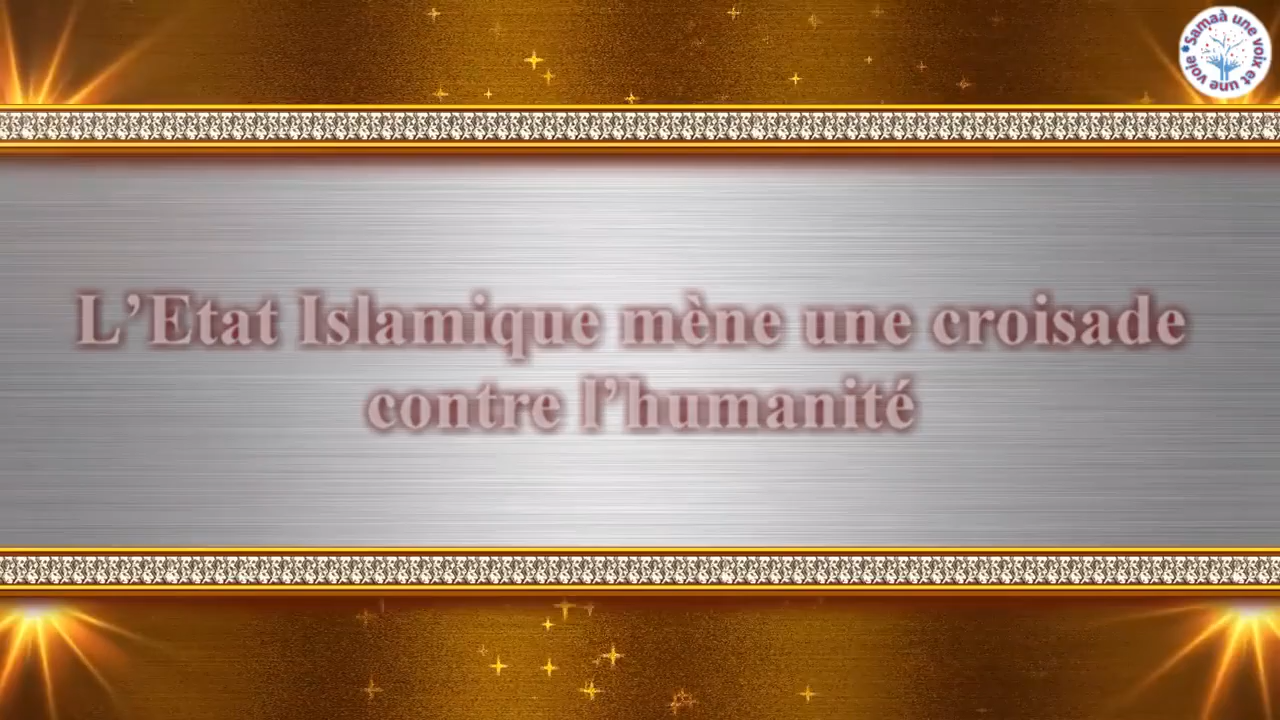 Samaà une voix et une voie
L’Etat Islamique mène une croisade
contre l’humanité